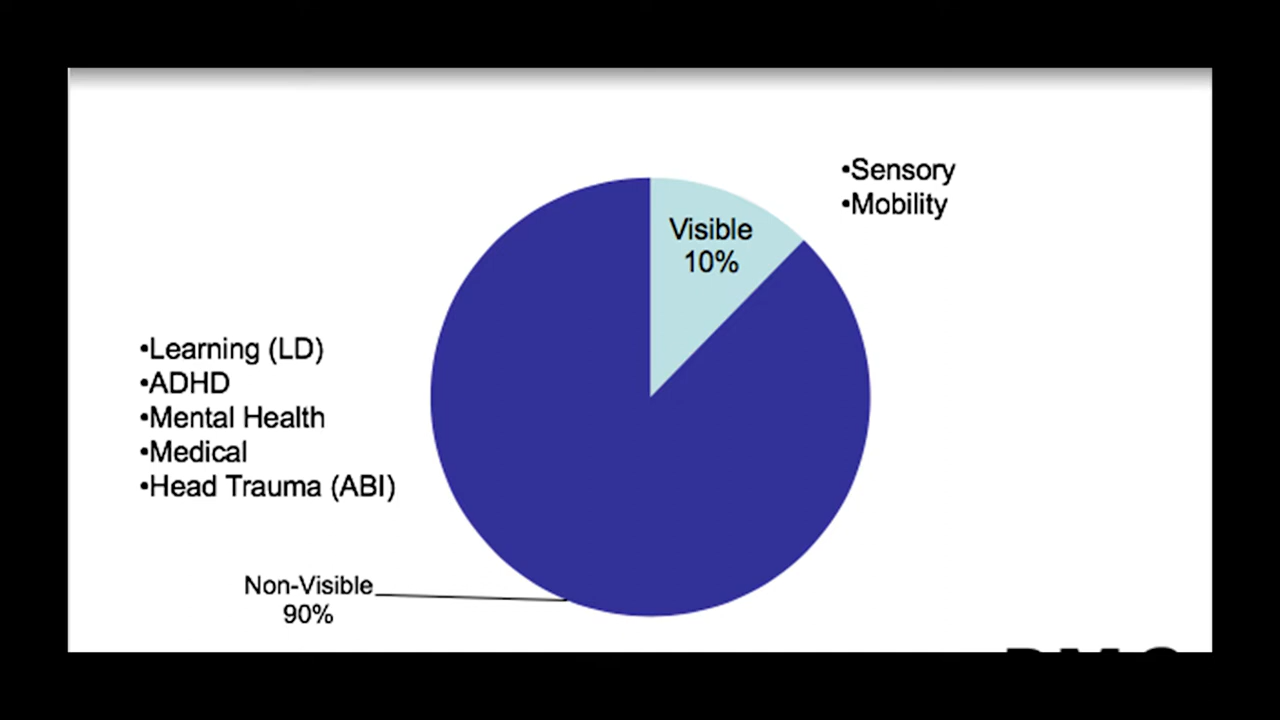 •Sensory
•Mobility
Visible
10%
•Learning (LD)
•ADHD
•Mental Health
•Medical
•Head Trauma (ABI)
Non-Visible
90%